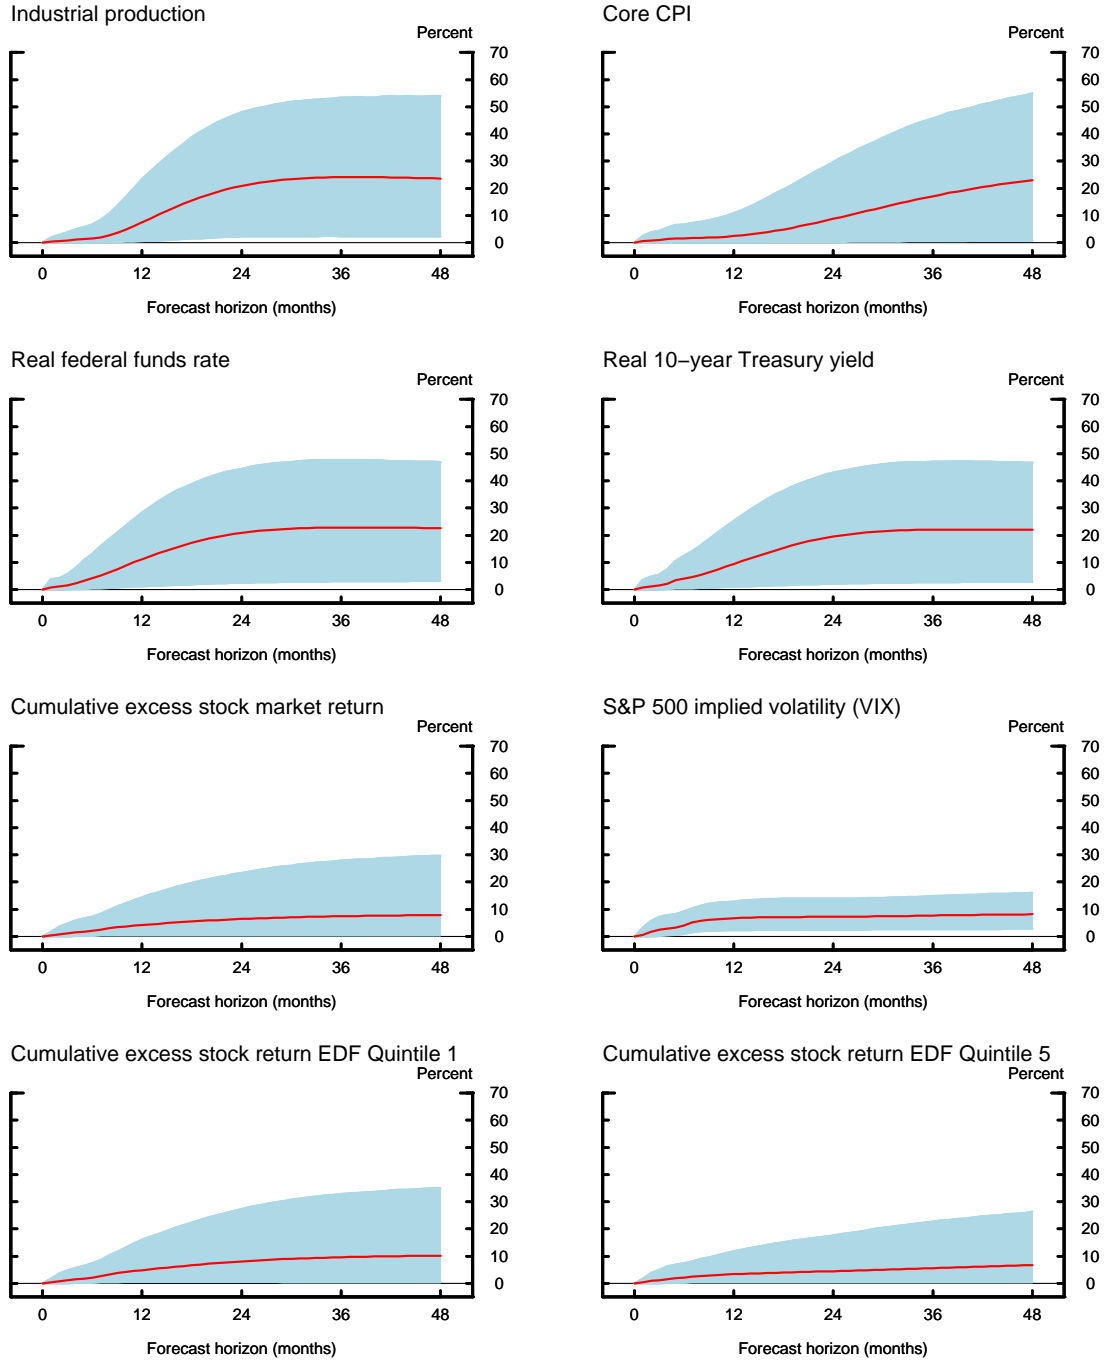 Industrial production
Percent
70
60
50
40
30
20
10
0
0 12 24 36 48
Forecast horizon (months)
Core CPI
Percent
70
60
50
40
30
20
10
0
0 12 24 36 48
Forecast horizon (months)
Real federal funds rate
Percent
70
60
50
40
30
20
10
0
0 12 24 36 48
Forecast horizon (months)
Real 10−year Treasury yield
Percent
70
60
50
40
30
20
10
0
0 12 24 36 48
Forecast horizon (months)
Cumulative excess stock market return
Percent
70
60
50
40
30
20
10
0
0 12 24 36 48
Forecast horizon (months)
S&P 500 implied volatility (VIX)
Percent
70
60
50
40
30
20
10
0
0 12 24 36 48
Forecast horizon (months)
Cumulative excess stock return EDF Quintile 1
Percent
70
60
50
40
30
20
10
0
0 12 24 36 48
Forecast horizon (months)
Cumulative excess stock return EDF Quintile 5
Percent
70
60
50
40
30
20
10
0
0 12 24 36 48
Forecast horizon (months)